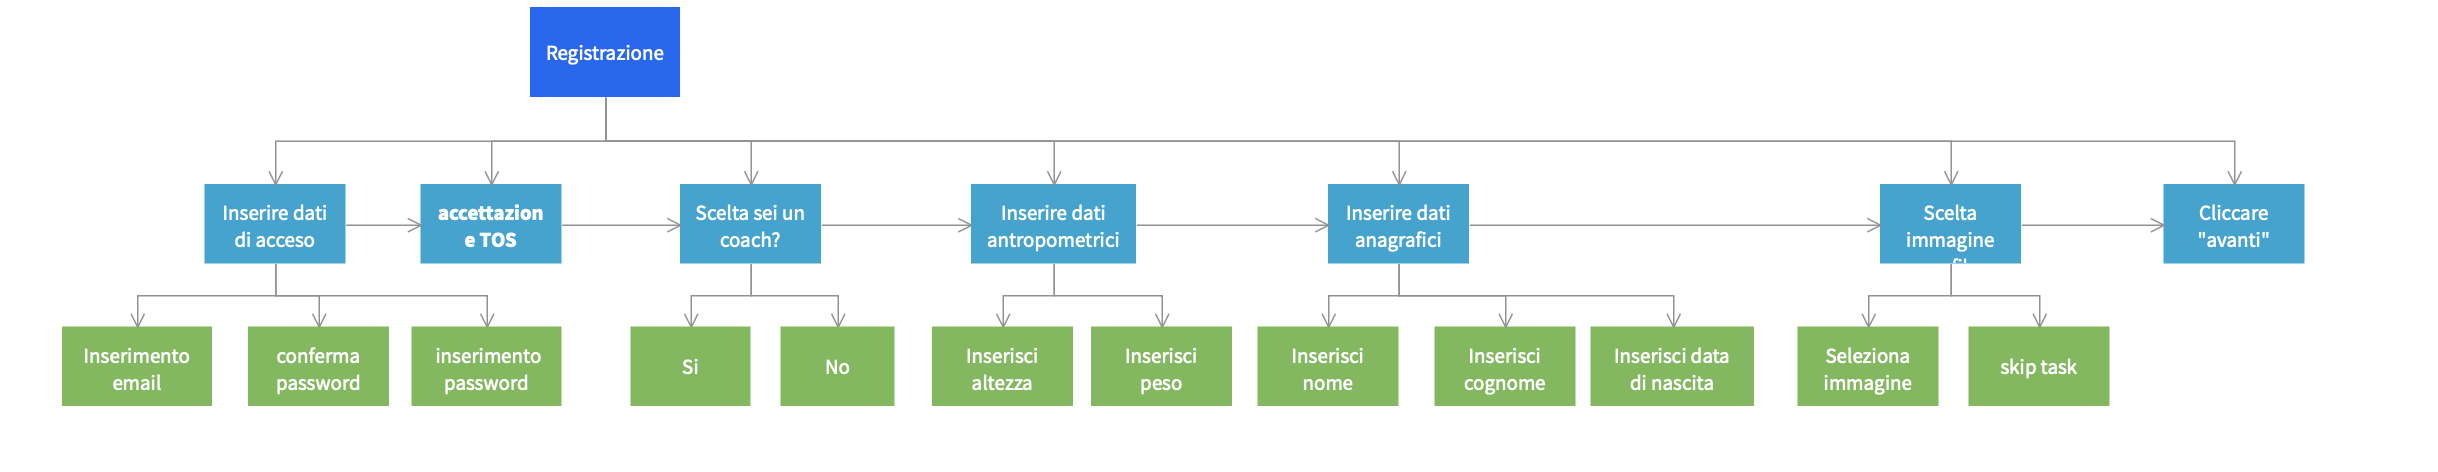 Registrazione
Inserire dati
di acceso
accettazion
e TOS
Scelta sei un
coach?
Inserire dati
antropometrici
Inserire dati
anagrafici
Scelta
immagine
Cliccare
"avanti"
Inserimento
email
conferma
password
inserimento
password
Si
No
Inserisci
altezza
Inserisci
peso
Inserisci
nome
Inserisci
cognome
Inserisci data
di nascita
Seleziona
immagine
skip task